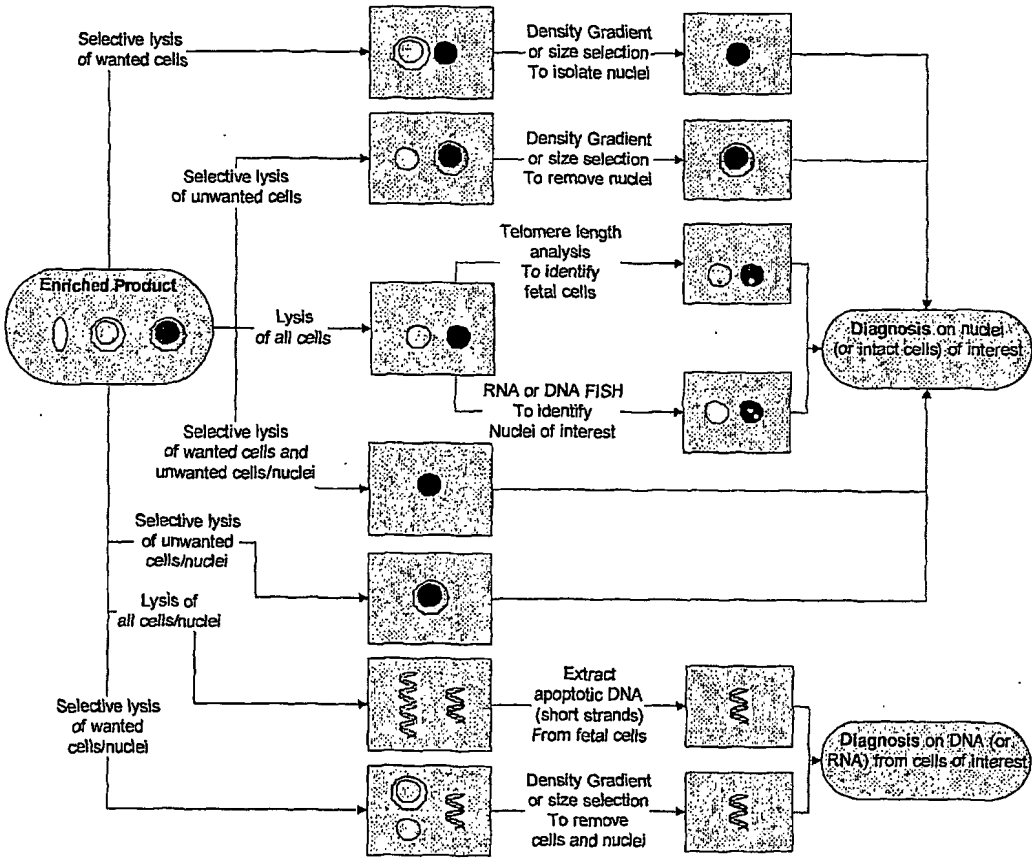 Selective lysis
of wanted cells
Density Gradient
or size selection
To isolate nuclei
Selective lysis
of unwanted cells
Density Gradient
or size selection
To remove nuclei
Enriched Product
Lysis
of all cells
Telomere length
analysis
To identify
fetal cells
RNA or DNA FISH
To identify
Nuclei of interest
Diagnosis on nuclei
(or intact cells) of interest
Selective lysis
of wanted cells and
unwanted cells/nuclei
Selective lysis
of unwanted
cells/nuclei
Lysis of
all cells/nuclei
Extract
apoptotic DNA
(short strands)
From fetal cells
Selective lysis
of wanted
cells/nuclei
Density Gradient
or size selection
To remove
cells and nuclei
Diagnosis on DNA (or
RNA) from cells of interest